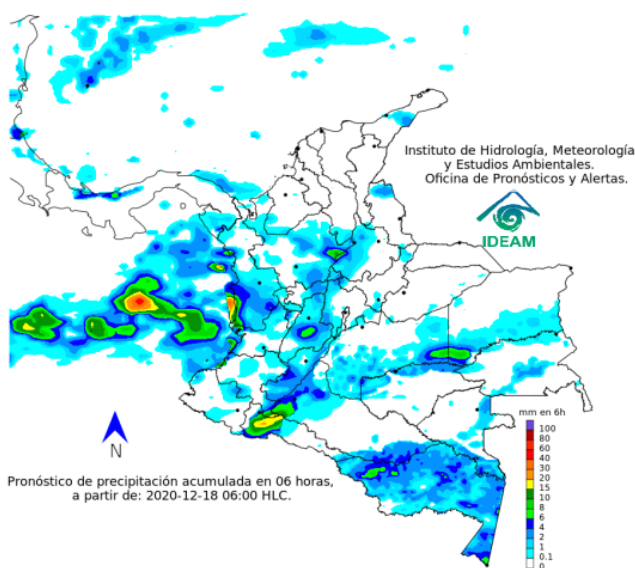 Instituto de Hidrología, Meteorología
y Estudios Ambientales.
Oficina de Pronósticos y Alertas.
IDEAM
N
Pronóstico de precipitación acumulada en 06 horas,
a partir de: 2020-12-18 06:00 HLC.
mm en 6h
100
80
60
40
30
20
15
10
8
6
4
2
1
0.1
0